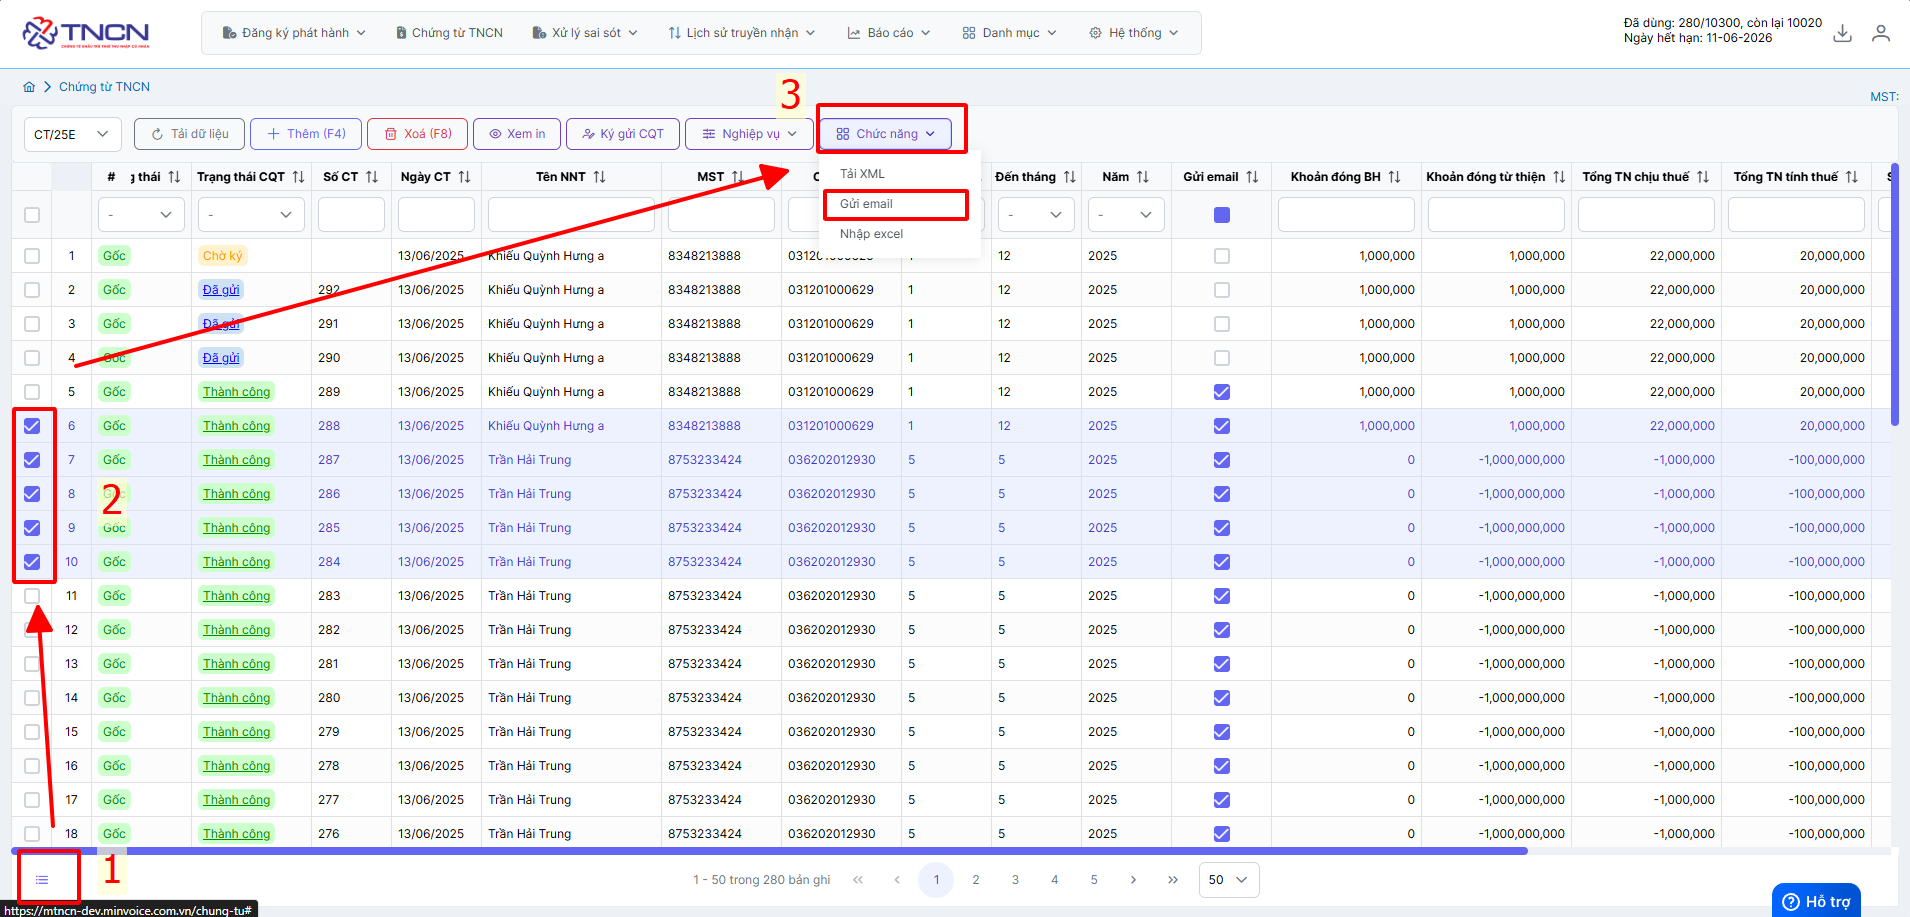 TNCN
CHỨNG TỪ KHẤU TRỪ THUẾ THU NHẬP CÁ NHÂN
Đăng ký phát hành
Chứng từ TNCN
Xử lý sai sót
Lịch sử truyền nhận
Báo cáo
Danh mục
Hệ thống
Đã dùng: 280/10300, còn lại 10020
Ngày hết hạn: 11-06-2026
Chứng từ TNCN
3
MST:
CT/25E
Tải dữ liệu
Thêm (F4)
Xoá (F8)
Xem in
Ký gửi CQT
Nghiệp vụ
Chức năng
Tải XML
Gửi email
Nhập excel
# g thái Trạng thái CQT Số CT Ngày CT Tên NNT MST Đến tháng Năm Gửi email Khoản đóng BH Khoản đóng từ thiện Tổng TN chịu thuế Tổng TN tính thuế
- - - -
1 Gốc Chờ ký 13/06/2025 Khiếu Quỳnh Hưng a 8348213888 12 2025 1,000,000 1,000,000 22,000,000 20,000,000
2 Gốc Đã gửi 292 13/06/2025 Khiếu Quỳnh Hưng a 8348213888 031201000629 1 12 2025 1,000,000 1,000,000 22,000,000 20,000,000
3 Gốc Đã gửi 291 13/06/2025 Khiếu Quỳnh Hưng a 8348213888 031201000629 1 12 2025 1,000,000 1,000,000 22,000,000 20,000,000
4 Gốc Đã gửi 290 13/06/2025 Khiếu Quỳnh Hưng a 8348213888 031201000629 1 12 2025 1,000,000 1,000,000 22,000,000 20,000,000
5 Gốc Thành công 289 13/06/2025 Khiếu Quỳnh Hưng a 8348213888 031201000629 1 12 2025 1,000,000 1,000,000 22,000,000 20,000,000
6 Gốc Thành công 288 13/06/2025 Khiếu Quỳnh Hưng a 8348213888 031201000629 1 12 2025 1,000,000 1,000,000 22,000,000 20,000,000
7 Gốc Thành công 287 13/06/2025 Trần Hải Trung 8753233424 036202012930 5 5 2025 0 -1,000,000,000 -1,000,000 -100,000,000
8 Gốc Thành công 286 13/06/2025 Trần Hải Trung 8753233424 036202012930 5 5 2025 0 -1,000,000,000 -1,000,000 -100,000,000
2
9 Gốc Thành công 285 13/06/2025 Trần Hải Trung 8753233424 036202012930 5 5 2025 0 -1,000,000,000 -1,000,000 -100,000,000
10 Gốc Thành công 284 13/06/2025 Trần Hải Trung 8753233424 036202012930 5 5 2025 0 -1,000,000,000 -1,000,000 -100,000,000
11 Gốc Thành công 283 13/06/2025 Trần Hải Trung 8753233424 036202012930 5 5 2025 0 -1,000,000,000 -1,000,000 -100,000,000
12 Gốc Thành công 282 13/06/2025 Trần Hải Trung 8753233424 036202012930 5 5 2025 0 -1,000,000,000 -1,000,000 -100,000,000
13 Gốc Thành công 281 13/06/2025 Trần Hải Trung 8753233424 036202012930 5 5 2025 0 -1,000,000,000 -1,000,000 -100,000,000
14 Gốc Thành công 280 13/06/2025 Trần Hải Trung 8753233424 036202012930 5 5 2025 0 -1,000,000,000 -1,000,000 -100,000,000
15 Gốc Thành công 279 13/06/2025 Trần Hải Trung 8753233424 036202012930 5 5 2025 0 -1,000,000,000 -1,000,000 -100,000,000
16 Gốc Thành công 278 13/06/2025 Trần Hải Trung 8753233424 036202012930 5 5 2025 0 -1,000,000,000 -1,000,000 -100,000,000
17 Gốc Thành công 277 13/06/2025 Trần Hải Trung 8753233424 036202012930 5 5 2025 0 -1,000,000,000 -1,000,000 -100,000,000
18 Gốc Thành công 276 13/06/2025 Trần Hải Trung 8753233424 036202012930 5 5 2025 0 -1,000,000,000 -1,000,000 -100,000,000
1
1 - 50 trong 280 bản ghi << < 1 2 3 4 5 > >> 50
Hỗ trợ
https://mtncn-dev.minvoice.com.vn/chung-tu#